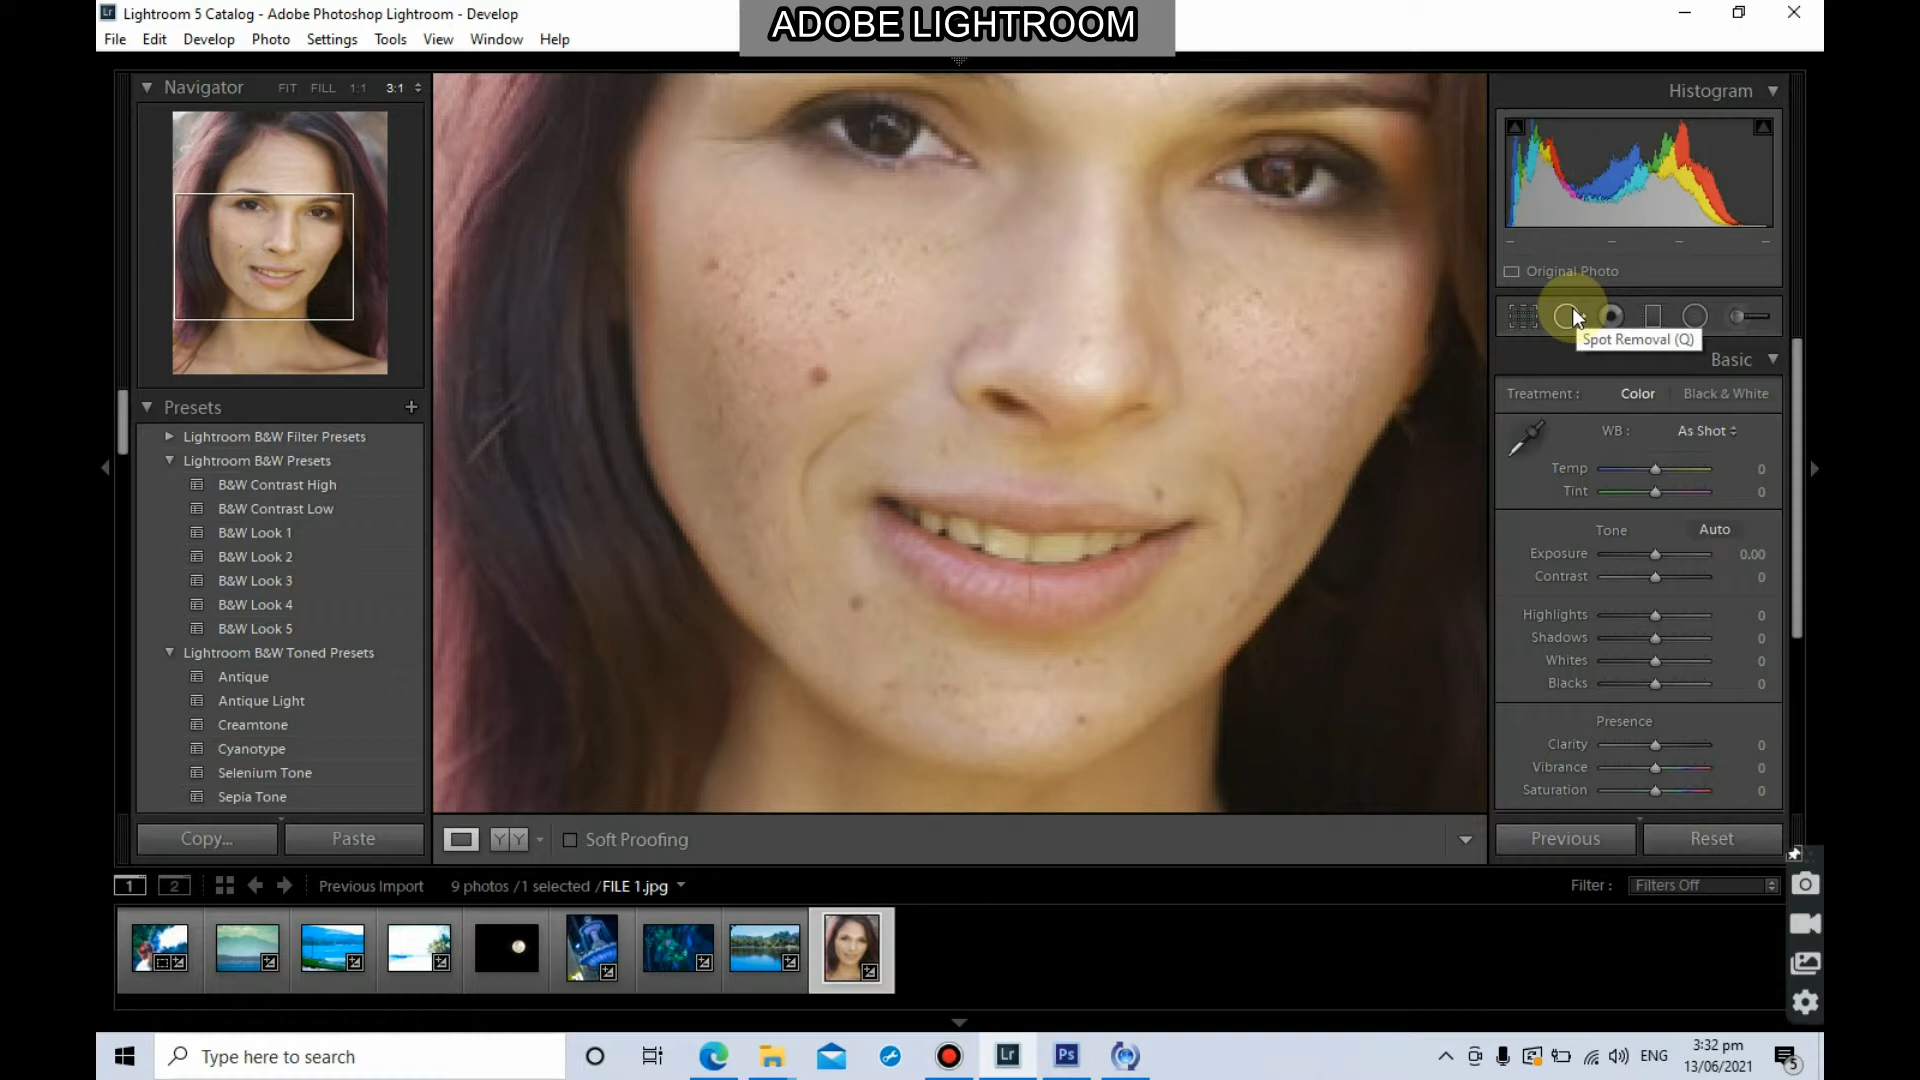 Lightroom 5 Catalog - Adobe Photoshop Lightroom - Develop
ADOBE LIGHTROOM
File Edit Develop Photo Settings Tools View Window Help
Navigator FIT FILL 1:1 3:1
Histogram
Original Photo
Spot Removal (Q)
Basic
Treatment : Color Black & White
WB : As Shot
Temp 0
Tint 0
Tone Auto
Exposure 0.00
Contrast 0
Highlights 0
Shadows 0
Whites 0
Blacks 0
Presence
Clarity 0
Vibrance 0
Saturation 0
Previous Reset
Presets +
Lightroom B&W Filter Presets
Lightroom B&W Presets
B&W Contrast High
B&W Contrast Low
B&W Look 1
B&W Look 2
B&W Look 3
B&W Look 4
B&W Look 5
Lightroom B&W Toned Presets
Antique
Antique Light
Creamtone
Cyanotype
Selenium Tone
Sepia Tone
Copy... Paste
Y Y Soft Proofing
1 2 Previous Import 9 photos /1 selected /FILE 1.jpg Filter : Filters Off
Type here to search
Lr Ps
ENG 3:32 pm
13/06/2021
5